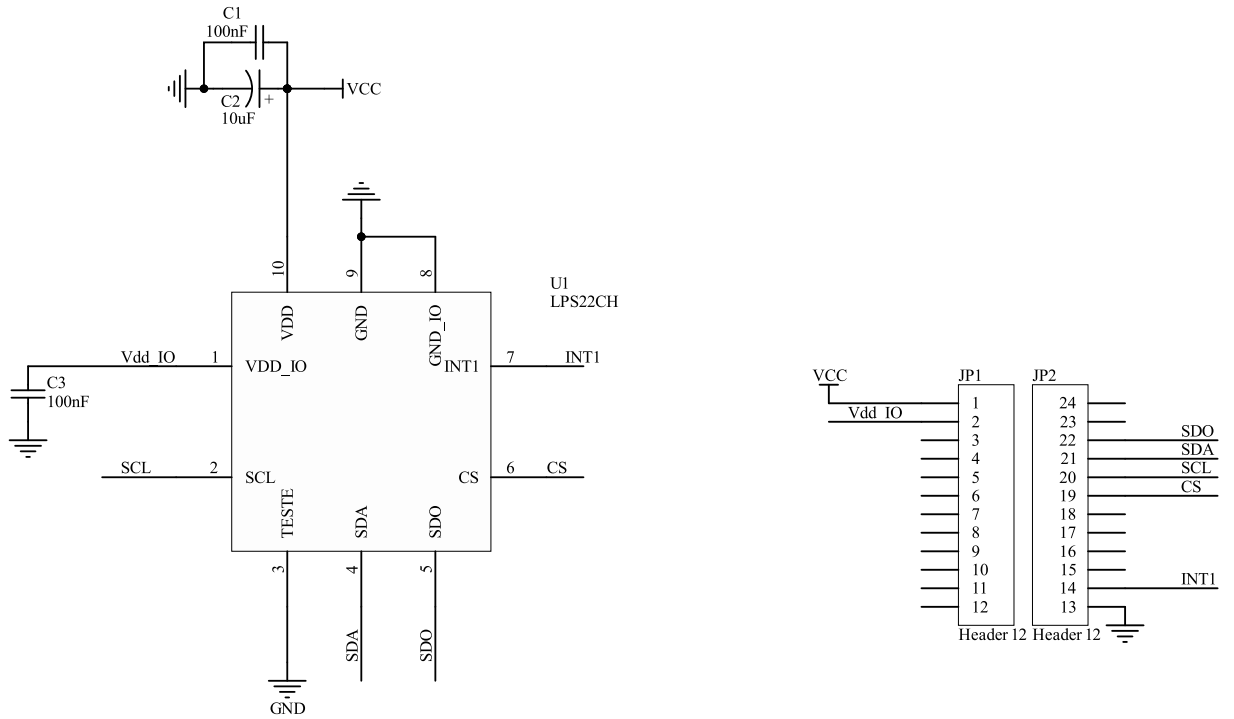 C1
100nF
C2
+
10uF
VCC
10
9
8
U1
LPS22CH
VDD
GND
GND_IO
Vdd_IO
1
VDD_IO
INT1
7
INT1
C3
100nF
SCL
2
SCL
CS
6
CS
TESTE
SDA
SDO
3
4
5
SDA
SDO
GND
VCC
JP1
JP2
Vdd_IO
1
2
3
4
5
6
7
8
9
10
11
12
Header 12
24
23
22
21
20
19
18
17
16
15
14
13
Header 12
SDO
SDA
SCL
CS
INT1